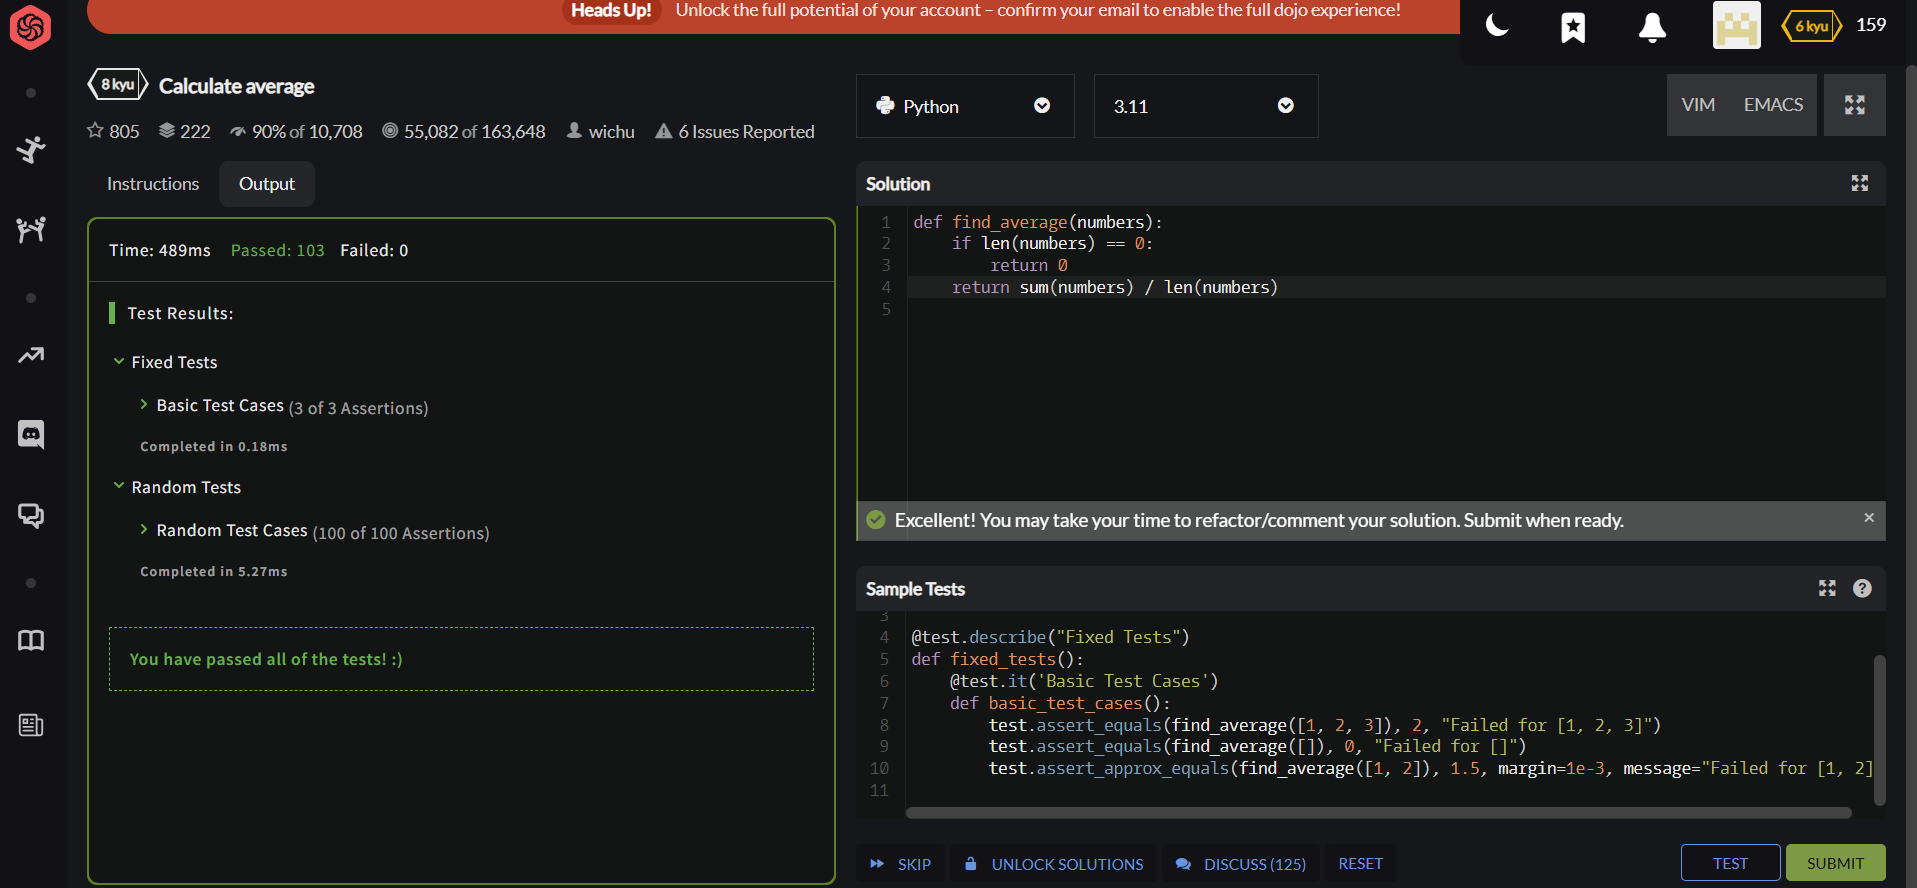 Heads Up! Unlock the full potential of your account – confirm your email to enable the full dojo experience!
6 kyu 159
8 kyu Calculate average
805 222 90% of 10,708 55,082 of 163,648 wichu 6 Issues Reported
Instructions Output
Time: 489ms Passed: 103 Failed: 0
Test Results:
Fixed Tests
Basic Test Cases (3 of 3 Assertions)
Completed in 0.18ms
Random Tests
Random Test Cases (100 of 100 Assertions)
Completed in 5.27ms
You have passed all of the tests! :)
Python 3.11 VIM EMACS
Solution
1 def find_average(numbers):
2     if len(numbers) == 0:
3         return 0
4     return sum(numbers) / len(numbers)
5
Excellent! You may take your time to refactor/comment your solution. Submit when ready. ×
Sample Tests ?
3
4 @test.describe("Fixed Tests")
5 def fixed_tests():
6     @test.it('Basic Test Cases')
7     def basic_test_cases():
8         test.assert_equals(find_average([1, 2, 3]), 2, "Failed for [1, 2, 3]")
9         test.assert_equals(find_average([]), 0, "Failed for []")
10         test.assert_approx_equals(find_average([1, 2]), 1.5, margin=1e-3, message="Failed for [1, 2]
11
SKIP UNLOCK SOLUTIONS DISCUSS (125) RESET TEST SUBMIT